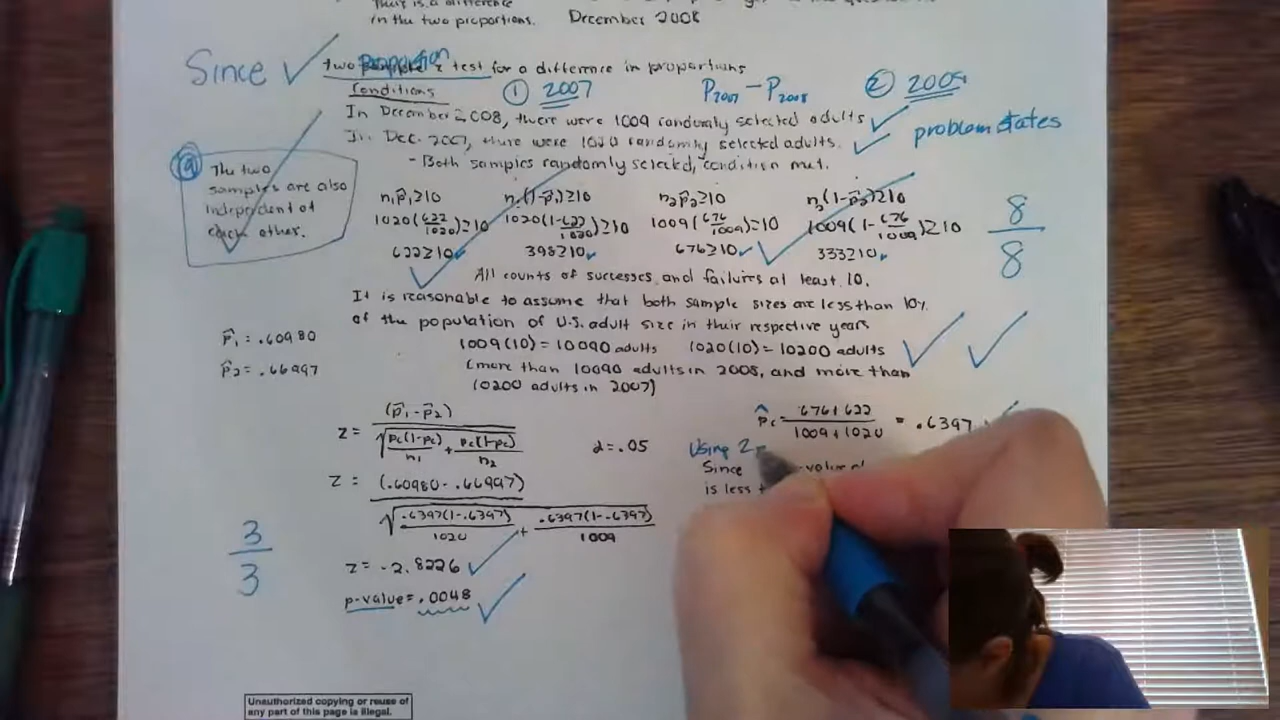 There is a difference
in the two proportions. December 2008
Since ✓ two proportion z test for a difference in proportions
Conditions ① 2007 P2007 - P2008 ②
In December 2008, there were 1009 randomly selected adults ✓
In Dec. 2007, there were 1020 randomly selected adults. ✓ problem states
- Both samples randomly selected, condition met.
The two
samples are also
independent of
each other.
n₁p̂₁≥10 n₁(1-p̂₁)≥10 n₂p̂₂≥10 n₂(1-p̂₂)≥10
1020(622/1020)≥10 1020(1-622/1020)≥10 1009(676/1009)≥10 1009(1-676/1009)≥10
622≥10 ✓ 398≥10 ✓ 676≥10 ✓ 333≥10 ✓
8/8
All counts of successes and failures at least 10.
It is reasonable to assume that both sample sizes are less than 10%
of the population of U.S. adult size in their respective years
1009(10)=10090 adults 1020(10)=10200 adults ✓ ✓
(more than 10090 adults in 2008, and more than
10200 adults in 2007)
p̂₁ = .60980
p̂₂ = .66997
z = (p̂₁-p̂₂) / √(pc(1-pc)/n₁ + pc(1-pc)/n₂) α=.05
p̂c = 676+622 / 1009+1020 = .6397
Using
Since
is less
z = (.60980-.66997) / √(.6397(1-.6397)/1020 + .6397(1-.6397)/1009)
z = -2.8226 ✓
p-value = .0048 ✓
3/3
Unauthorized copying or reuse of
any part of this page is illegal.